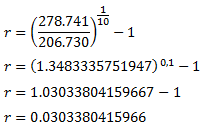 r = (278.741 / 206.730)^(1/10) − 1
r = (1.3483335751947)^0,1 − 1
r = 1.03033804159667 − 1
r = 0.0303380415966